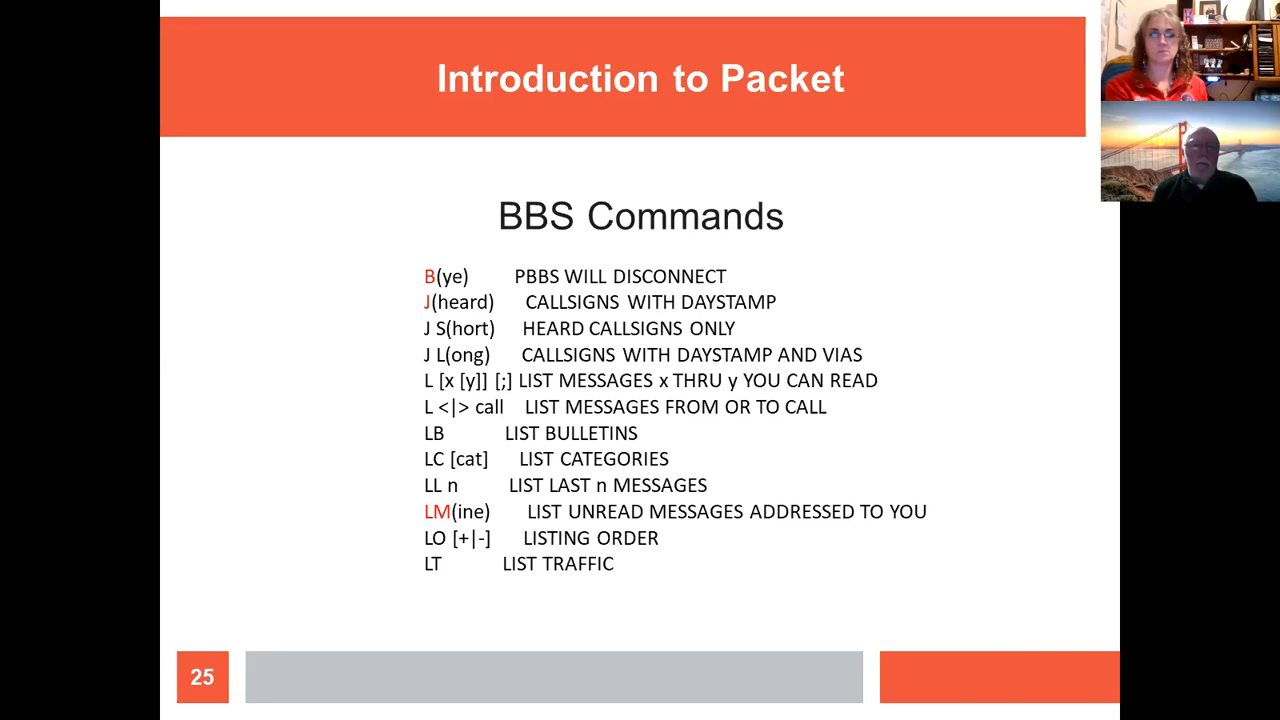 Introduction to Packet
BBS Commands
B(ye) PBBS WILL DISCONNECT
J(heard) CALLSIGNS WITH DAYSTAMP
J S(hort) HEARD CALLSIGNS ONLY
J L(ong) CALLSIGNS WITH DAYSTAMP AND VIAS
L [x [y]] [;] LIST MESSAGES x THRU y YOU CAN READ
L <|> call LIST MESSAGES FROM OR TO CALL
LB LIST BULLETINS
LC [cat] LIST CATEGORIES
LL n LIST LAST n MESSAGES
LM(ine) LIST UNREAD MESSAGES ADDRESSED TO YOU
LO [+|-] LISTING ORDER
LT LIST TRAFFIC
25